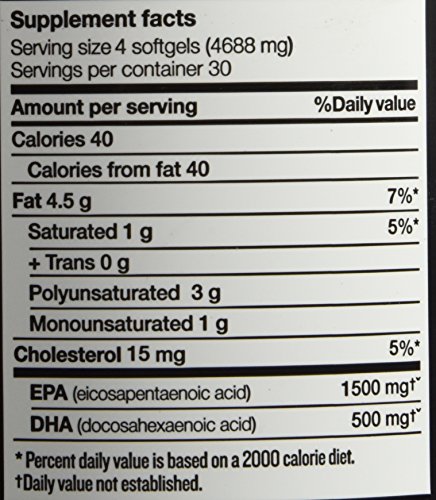 Supplement facts
Serving size 4 softgels (4688 mg)
Servings per container 30
Amount per serving %Daily value
Calories 40
Calories from fat 40
Fat 4.5 g 7%*
Saturated 1 g 5%*
+ Trans 0 g
Polyunsaturated 3 g
Monounsaturated 1 g
Cholesterol 15 mg 5%*
EPA (eicosapentaenoic acid) 1500 mg†ˇ
DHA (docosahexaenoic acid) 500 mg†ˇ
* Percent daily value is based on a 2000 calorie diet.
†Daily value not established.